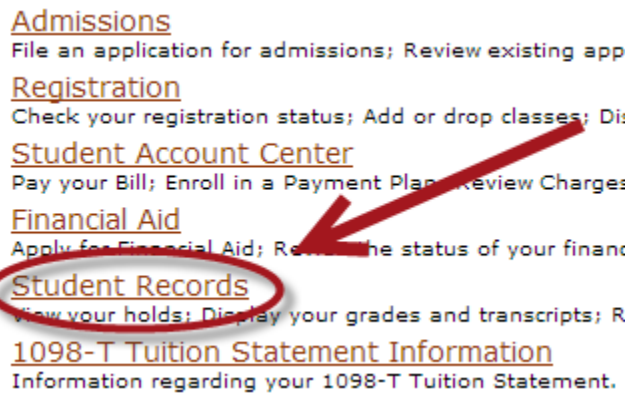 Admissions
File an application for admissions; Review existing app
Registration
Check your registration status; Add or drop classes; Dis
Student Account Center
Pay your Bill; Enroll in a Payment Plan; Review Charges
Financial Aid
Apply for Financial Aid; Review the status of your financ
Student Records
View your holds; Display your grades and transcripts; R
1098-T Tuition Statement Information
Information regarding your 1098-T Tuition Statement.